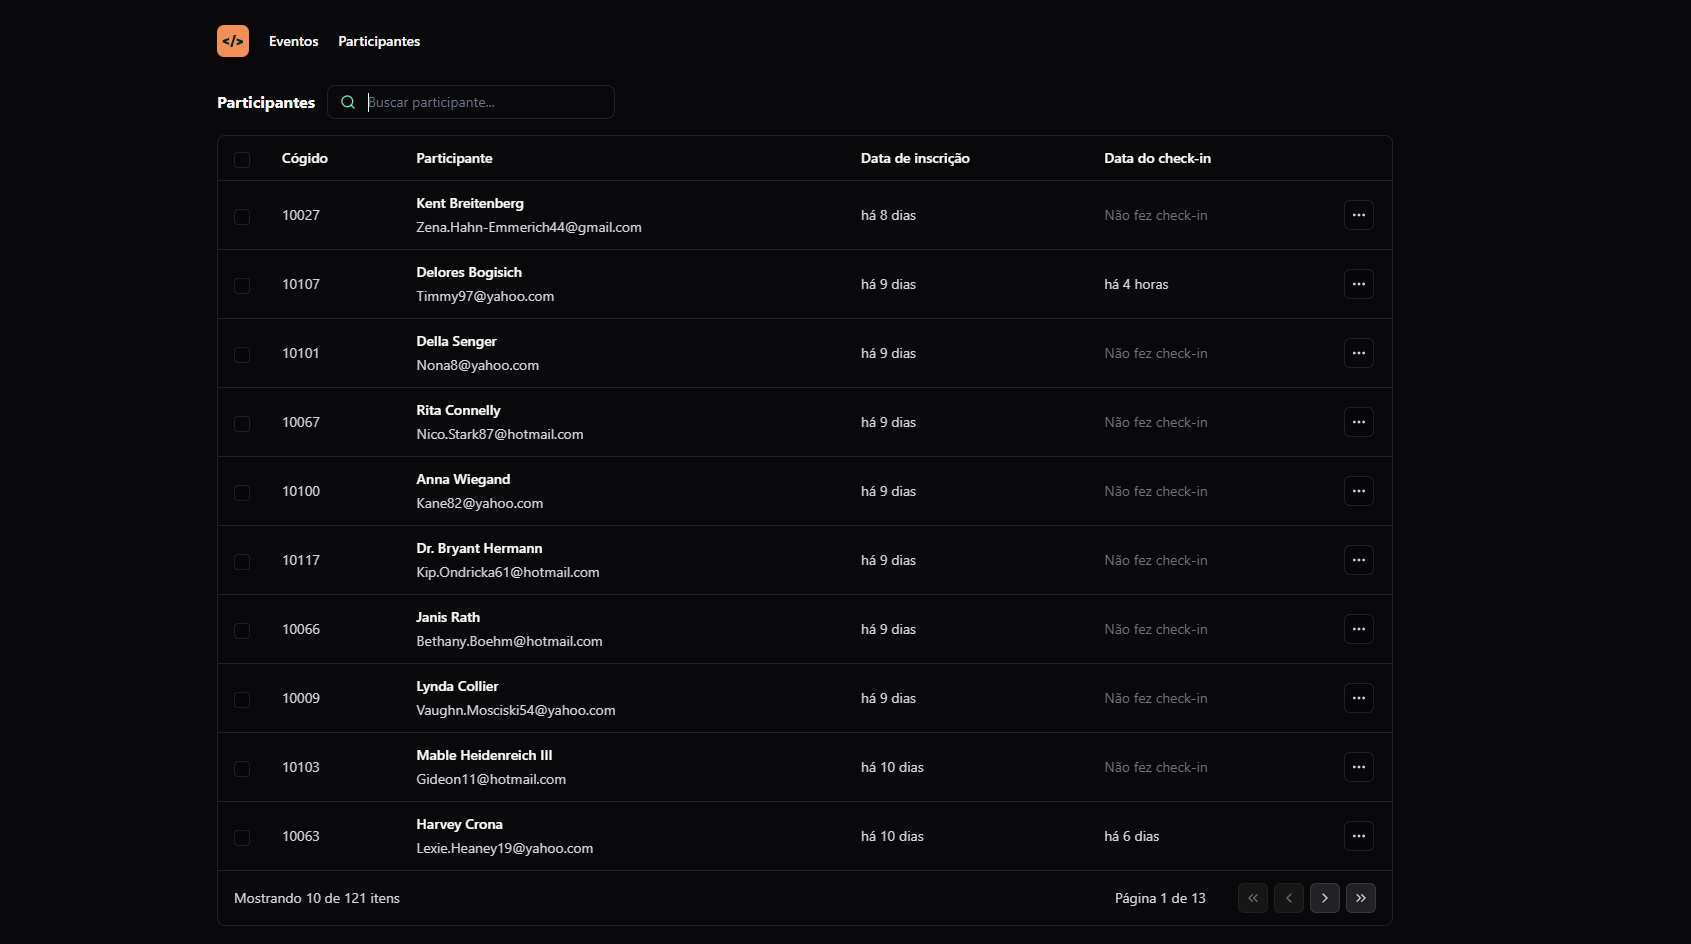 </> Eventos Participantes
Participantes Buscar participante...
Cógido Participante Data de inscrição Data do check-in
Kent Breitenberg
10027 há 8 dias Não fez check-in
Zena.Hahn-Emmerich44@gmail.com
Delores Bogisich
10107 há 9 dias há 4 horas
Timmy97@yahoo.com
Della Senger
10101 há 9 dias Não fez check-in
Nona8@yahoo.com
Rita Connelly
10067 há 9 dias Não fez check-in
Nico.Stark87@hotmail.com
Anna Wiegand
10100 há 9 dias Não fez check-in
Kane82@yahoo.com
Dr. Bryant Hermann
10117 há 9 dias Não fez check-in
Kip.Ondricka61@hotmail.com
Janis Rath
10066 há 9 dias Não fez check-in
Bethany.Boehm@hotmail.com
Lynda Collier
10009 há 9 dias Não fez check-in
Vaughn.Mosciski54@yahoo.com
Mable Heidenreich III
10103 há 10 dias Não fez check-in
Gideon11@hotmail.com
Harvey Crona
10063 há 10 dias há 6 dias
Lexie.Heaney19@yahoo.com
Mostrando 10 de 121 itens Página 1 de 13